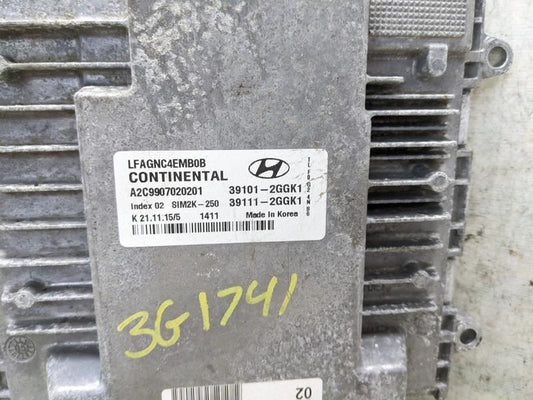 LFAGNC4EMB0B
CONTINENTAL
A2C9907020201 39101-2GGK1
Index 02 SIM2K-250 39111-2GGK1
K 21.11.15/5 1411 Made in Korea
3G1741
02